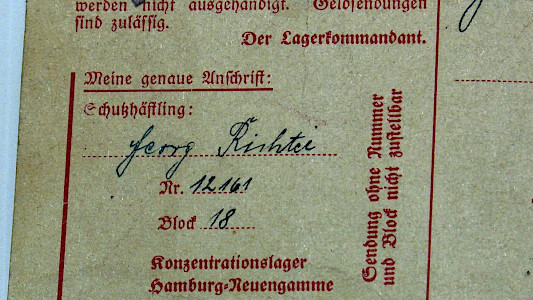 werden nicht ausgehändigt. Geldsendungen
sind zulässig.
Der Lagerkommandant.
Meine genaue Anschrift:
Schutzhäftling:
Georg Richter
Nr. 12161
Block 18
Konzentrationslager
Hamburg-Neuengamme
Sendung ohne Nummer
und Block nicht zustellbar